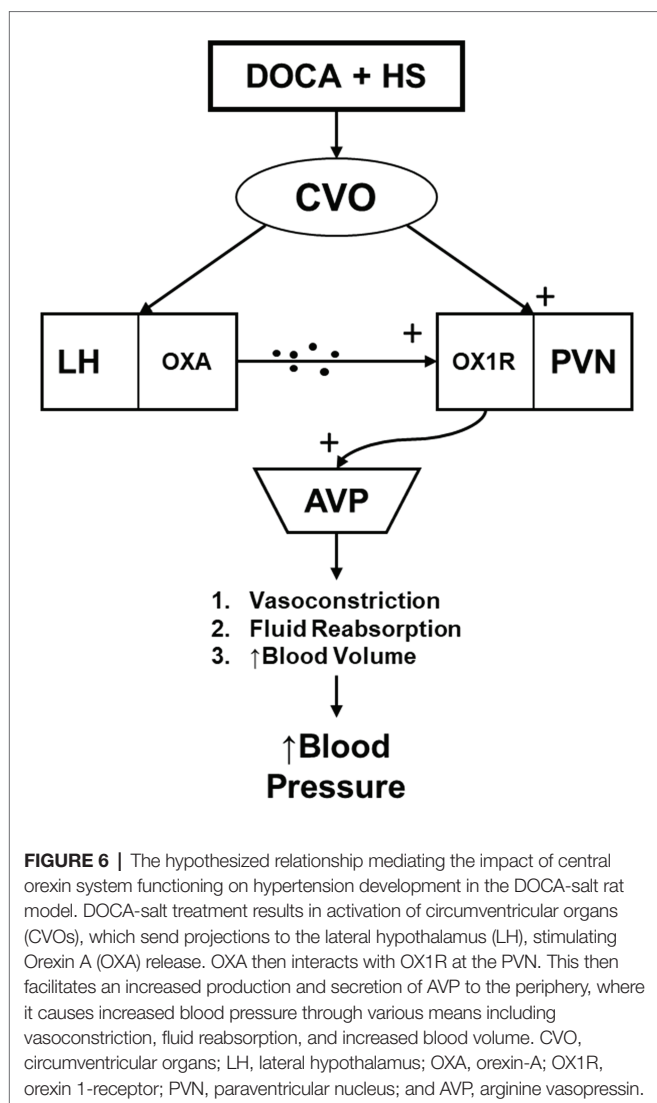 DOCA + HS
CVO
+
LH
OXA
+
OX1R
PVN
+
AVP
1. Vasoconstriction
2. Fluid Reabsorption
3. ↑Blood Volume
↑Blood
Pressure
FIGURE 6 | The hypothesized relationship mediating the impact of central
orexin system functioning on hypertension development in the DOCA-salt rat
model. DOCA-salt treatment results in activation of circumventricular organs
(CVOs), which send projections to the lateral hypothalamus (LH), stimulating
Orexin A (OXA) release. OXA then interacts with OX1R at the PVN. This then
facilitates an increased production and secretion of AVP to the periphery, where
it causes increased blood pressure through various means including
vasoconstriction, fluid reabsorption, and increased blood volume. CVO,
circumventricular organs; LH, lateral hypothalamus; OXA, orexin-A; OX1R,
orexin 1-receptor; PVN, paraventricular nucleus; and AVP, arginine vasopressin.